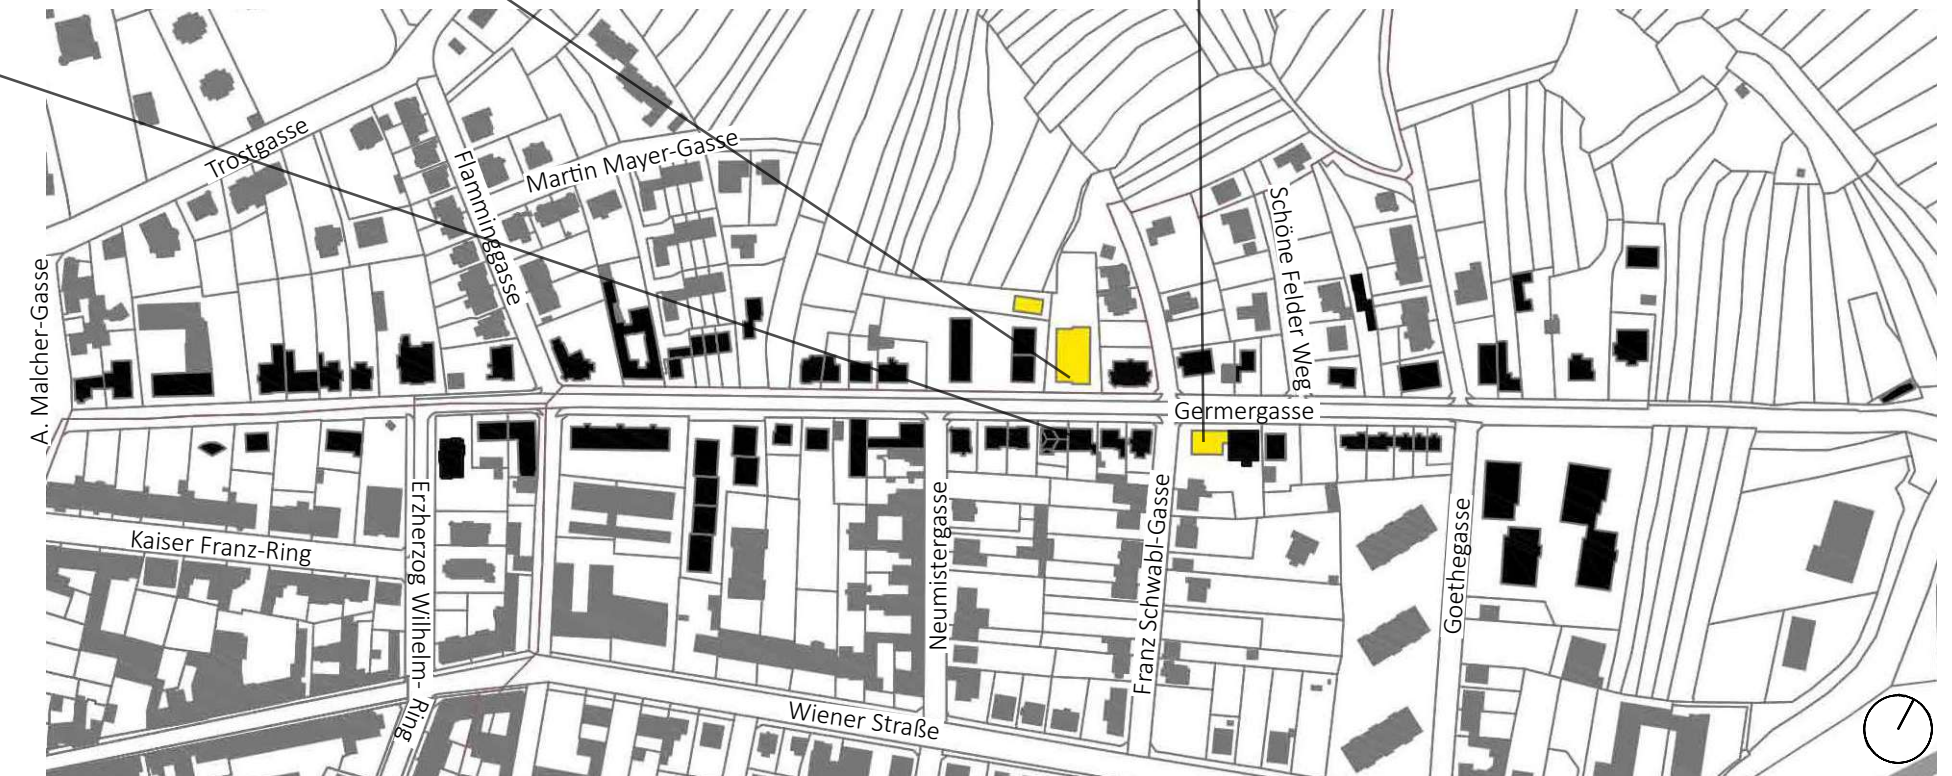 Trostgasse
Martin Mayer-Gasse
Flamminggasse
Schöne Felder Weg
A. Malcher-Gasse
Germergasse
Kaiser Franz-Ring
Erzherzog Wilhelm- Ring
Neumistergasse
Franz Schwabl-Gasse
Goethegasse
Wiener Straße